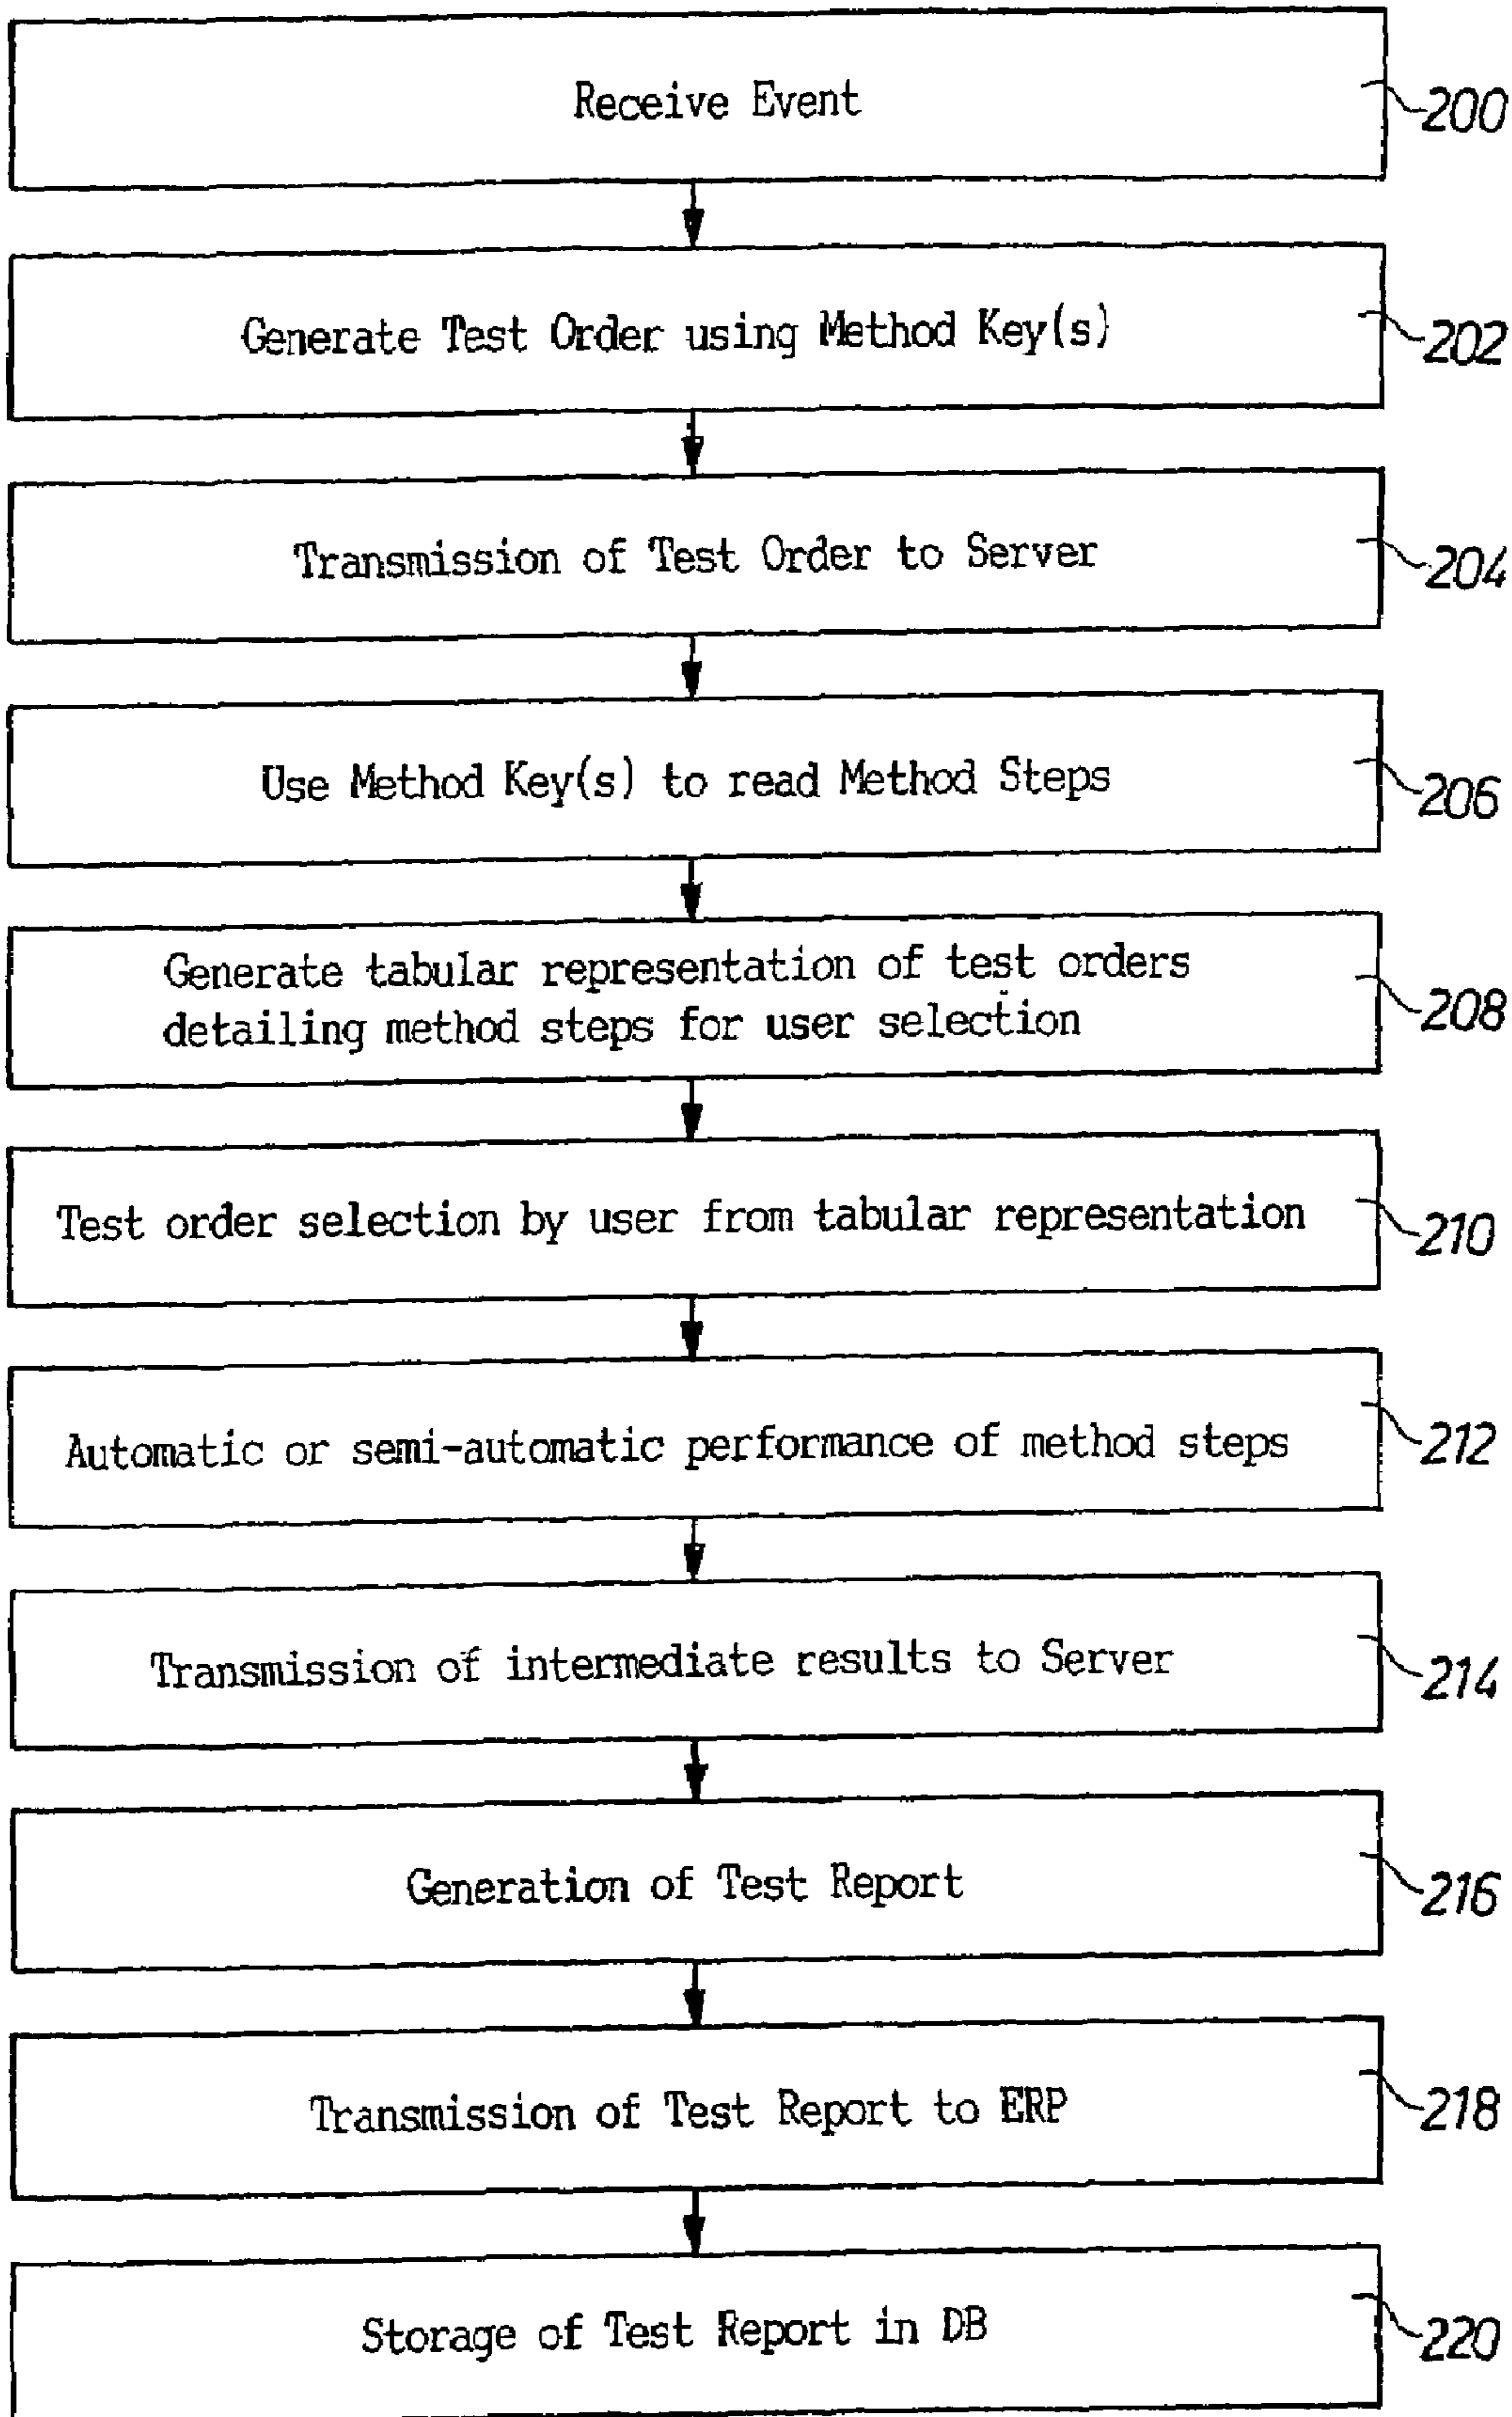 Receive Event
200
Generate Test Order using Method Key(s)
202
Transmission of Test Order to Server
204
Use Method Key(s) to read Method Steps
206
Generate tabular representation of test orders
detailing method steps for user selection
208
Test order selection by user from tabular representation
210
Automatic or semi-automatic performance of method steps
212
Transmission of intermediate results to Server
214
Generation of Test Report
216
Transmission of Test Report to ERP
218
Storage of Test Report in DB
220